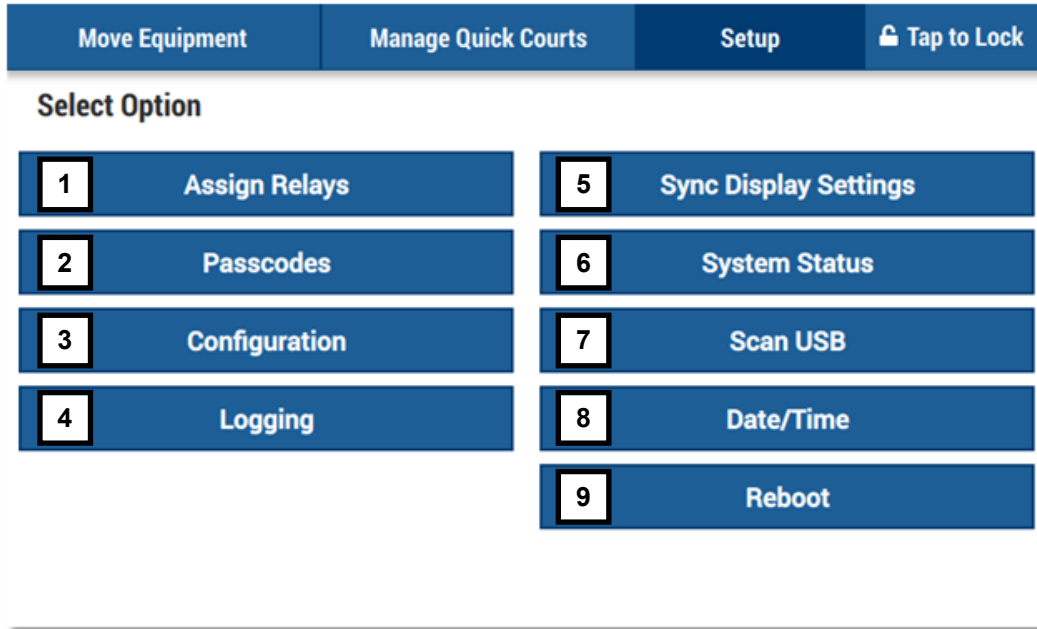 Move Equipment Manage Quick Courts Setup Tap to Lock
Select Option
1 Assign Relays
2 Passcodes
3 Configuration
4 Logging
5 Sync Display Settings
6 System Status
7 Scan USB
8 Date/Time
9 Reboot